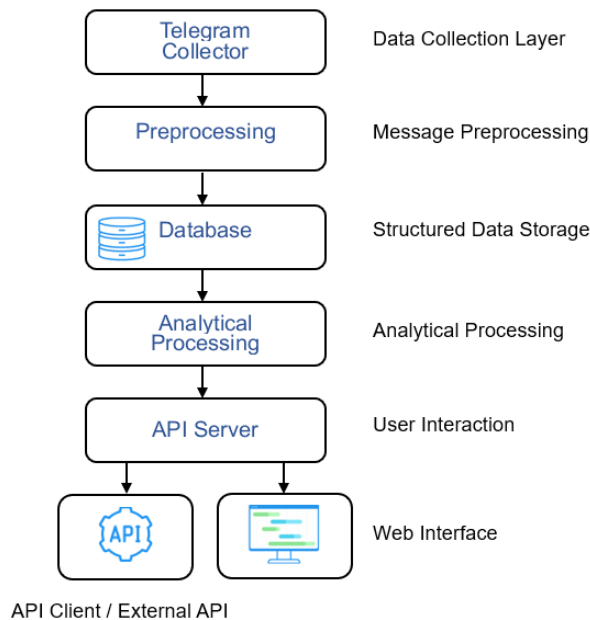 Telegram
Collector
Data Collection Layer
Preprocessing
Message Preprocessing
Database
Structured Data Storage
Analytical
Processing
Analytical Processing
API Server
User Interaction
API
Web Interface
API Client / External API